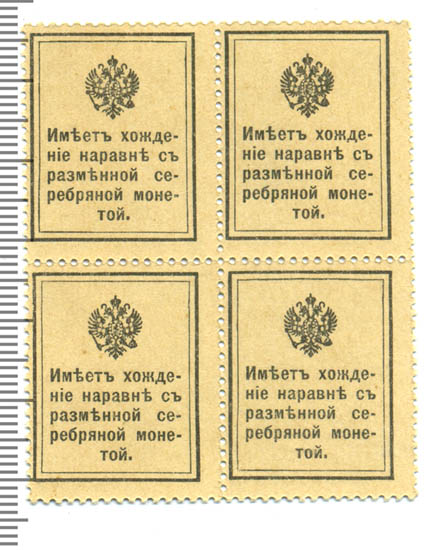 Имѣетъ хожде-
ніе наравнѣ съ
размѣнной се-
ребряной моне-
той.
Имѣетъ хожде-
ніе наравнѣ съ
размѣнной се-
ребряной моне-
той.
Имѣетъ хожде-
ніе наравнѣ съ
размѣнной се-
ребряной моне-
той.
Имѣетъ хожде-
ніе наравнѣ съ
размѣнной се-
ребряной моне-
той.